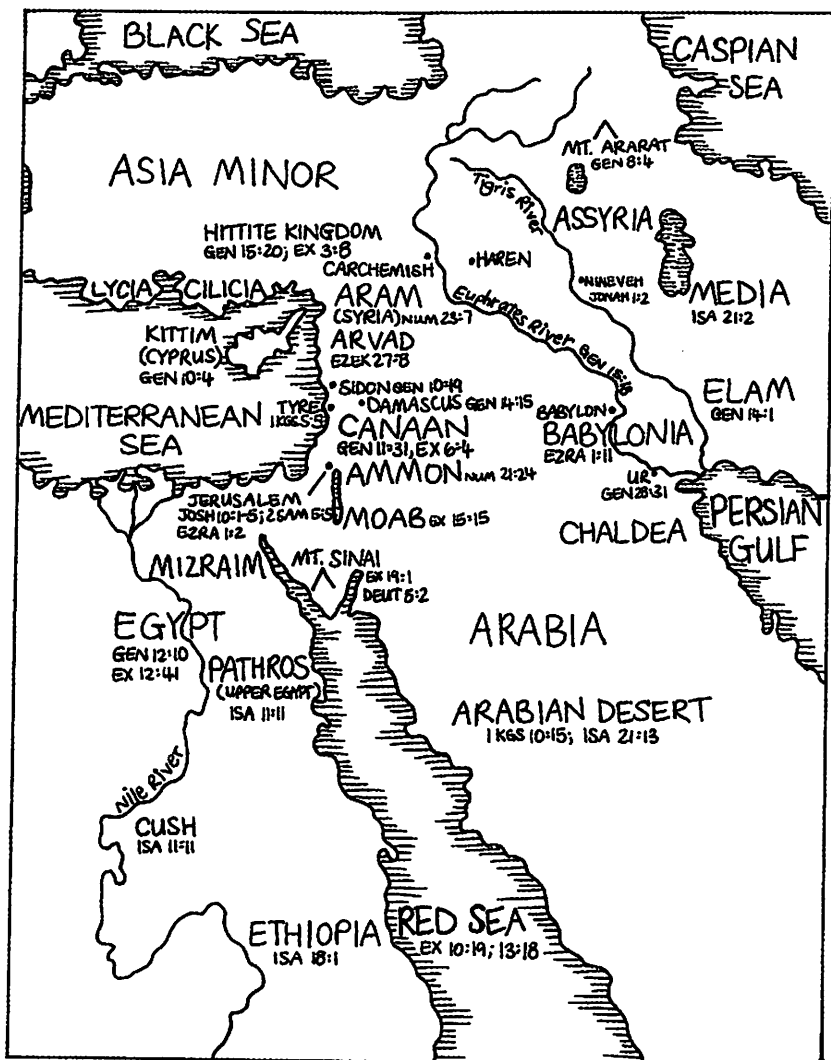 BLACK SEA
CASPIAN
SEA
MT. ARARAT
GEN 8:4
ASIA MINOR
Tigris River
ASSYRIA
HITTITE KINGDOM
GEN 15:20; EX 3:8
CARCHEMISH
HAREN
NINEVEH
JONAH 1:2
MEDIA
ISA 21:2
LYCIA
CILICIA
ARAM
(SYRIA) NUM 23:7
Euphrates River GEN 15:18
KITTIM
(CYPRUS)
GEN 10:4
ARVAD
EZEK 27:8
SIDON GEN 10:19
ELAM
GEN 14:1
TYRE
1 KGS 5:1
DAMASCUS GEN 14:15
BABYLON
MEDITERRANEAN
SEA
CANAAN
GEN 11:31, EX 6:4
BABYLONIA
EZRA 1:11
AMMON NUM 21:24
UR
GEN 28:31
JERUSALEM
JOSH 10:1-5; 2 SAM 5:5
EZRA 1:2
MOAB EX 15:15
CHALDEA
PERSIAN
GULF
MIZRAIM
MT. SINAI
EX 19:1
DEUT 5:2
EGYPT
GEN 12:10
EX 12:41
ARABIA
PATHROS
(UPPER EGYPT)
ISA 11:11
ARABIAN DESERT
1 KGS 10:15; ISA 21:13
Nile River
CUSH
ISA 11:11
ETHIOPIA
ISA 18:1
RED SEA
EX 10:19; 13:18